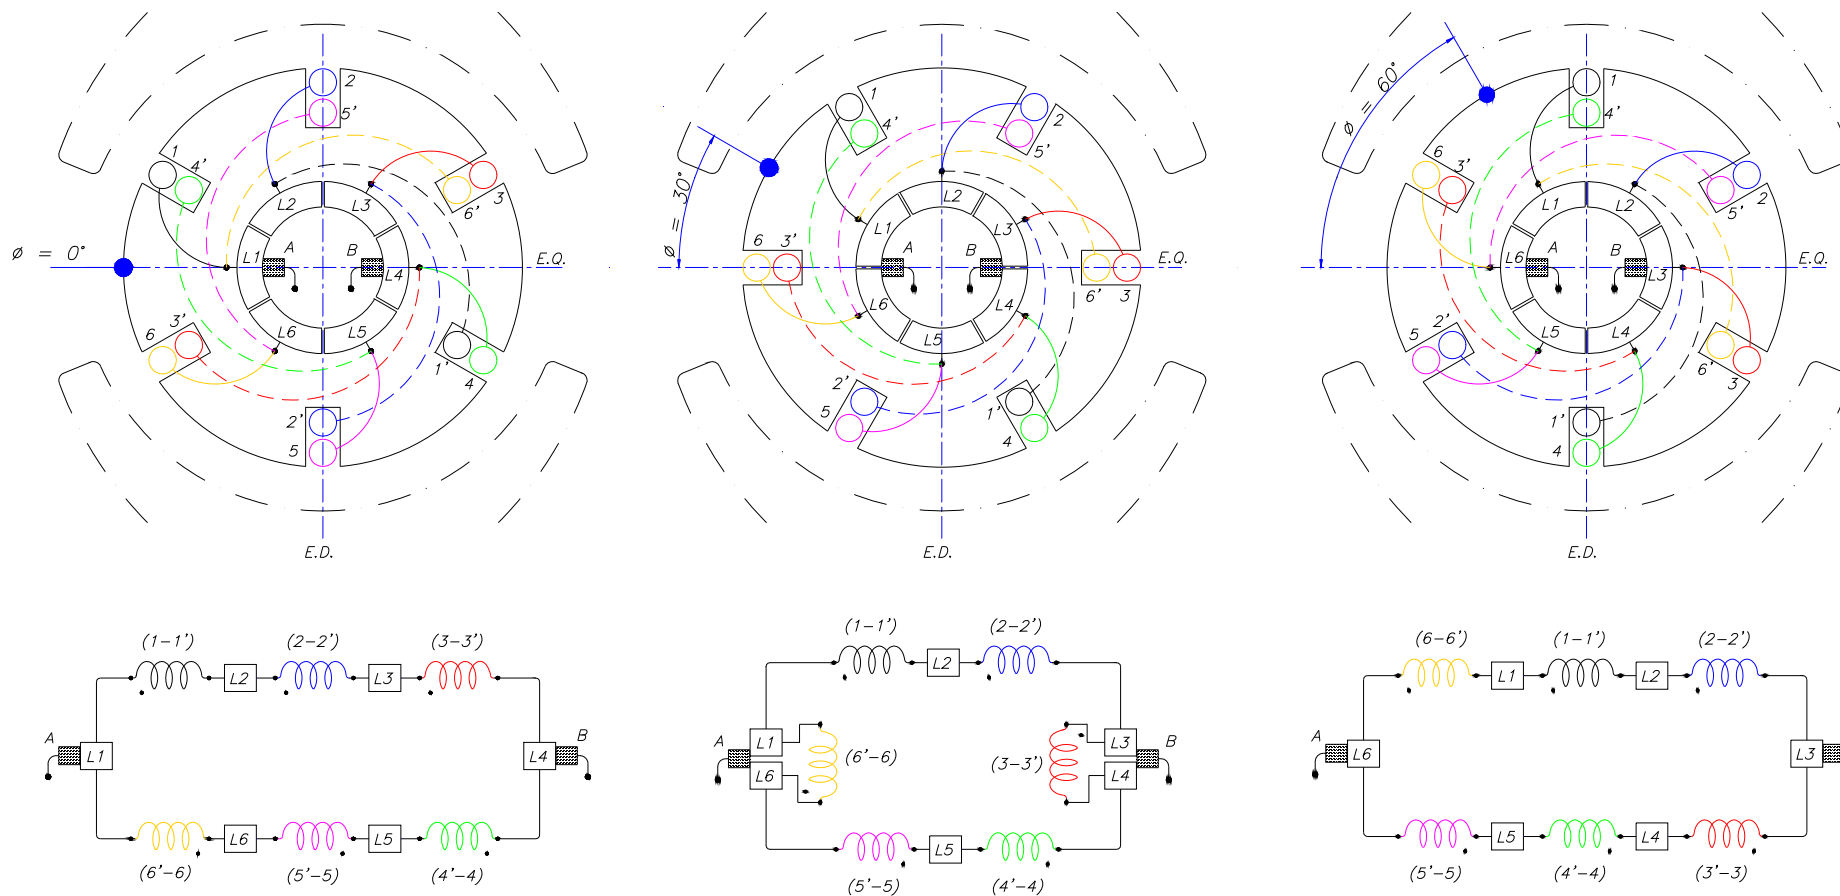 ø = 0°
1
4'
2
5'
3
6'
L2
L3
L1
A
B
L4
L6
L5
E.Q.
6
3'
2'
5
1'
4
E.D.
ø = 30°
1
4'
2
5'
L2
L1
L3
A
B
6
3'
6'
3
E.Q.
L6
L4
L5
2'
5
1'
4
E.D.
ø = 60°
1
4'
6
3'
2
5'
L1
L2
L6
A
B
L3
E.Q.
L5
L4
5
2'
6'
3
1'
4
E.D.
(1-1')
(2-2')
(3-3')
L2
L3
A
L1
L4
B
L6
L5
(6'-6)
(5'-5)
(4'-4)
(1-1')
(2-2')
L2
A
L1
L6
(6'-6)
(3-3')
L3
L4
B
L5
(5'-5)
(4'-4)
(6-6')
(1-1')
(2-2')
L1
L2
A
L6
L3
L5
L4
(5'-5)
(4'-4)
(3'-3)